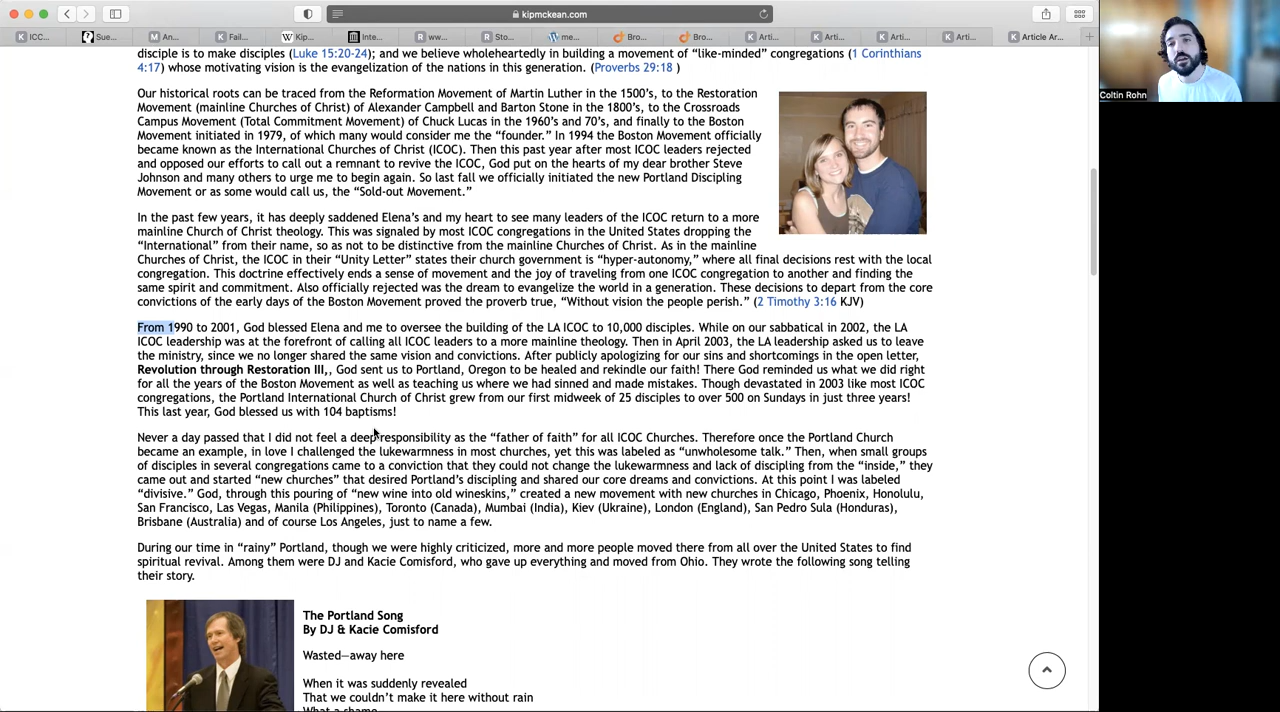 kipmckean.com
ICC...
Sue...
An...
Fail...
Kip...
Inte...
ww...
Sto...
me...
Bro...
Bro...
Arti...
Arti...
Arti...
Arti...
Article Ar...
Coltin Rohn
disciple is to make disciples (Luke 15:20-24); and we believe wholeheartedly in building a movement of “like-minded” congregations (1 Corinthians
4:17) whose motivating vision is the evangelization of the nations in this generation. (Proverbs 29:18 )
Our historical roots can be traced from the Reformation Movement of Martin Luther in the 1500’s, to the Restoration
Movement (mainline Churches of Christ) of Alexander Campbell and Barton Stone in the 1800’s, to the Crossroads
Campus Movement (Total Commitment Movement) of Chuck Lucas in the 1960’s and 70’s, and finally to the Boston
Movement initiated in 1979, of which many would consider me the “founder.” In 1994 the Boston Movement officially
became known as the International Churches of Christ (ICOC). Then this past year after most ICOC leaders rejected
and opposed our efforts to call out a remnant to revive the ICOC, God put on the hearts of my dear brother Steve
Johnson and many others to urge me to begin again. So last fall we officially initiated the new Portland Discipling
Movement or as some would call us, the “Sold-out Movement.”
In the past few years, it has deeply saddened Elena’s and my heart to see many leaders of the ICOC return to a more
mainline Church of Christ theology. This was signaled by most ICOC congregations in the United States dropping the
“International” from their name, so as not to be distinctive from the mainline Churches of Christ. As in the mainline
Churches of Christ, the ICOC in their “Unity Letter” states their church government is “hyper-autonomy,” where all final decisions rest with the local
congregation. This doctrine effectively ends a sense of movement and the joy of traveling from one ICOC congregation to another and finding the
same spirit and commitment. Also officially rejected was the dream to evangelize the world in a generation. These decisions to depart from the core
convictions of the early days of the Boston Movement proved the proverb true, “Without vision the people perish.” (2 Timothy 3:16 KJV)
From 1990 to 2001, God blessed Elena and me to oversee the building of the LA ICOC to 10,000 disciples. While on our sabbatical in 2002, the LA
ICOC leadership was at the forefront of calling all ICOC leaders to a more mainline theology. Then in April 2003, the LA leadership asked us to leave
the ministry, since we no longer shared the same vision and convictions. After publicly apologizing for our sins and shortcomings in the open letter,
Revolution through Restoration III,, God sent us to Portland, Oregon to be healed and rekindle our faith! There God reminded us what we did right
for all the years of the Boston Movement as well as teaching us where we had sinned and made mistakes. Though devastated in 2003 like most ICOC
congregations, the Portland International Church of Christ grew from our first midweek of 25 disciples to over 500 on Sundays in just three years!
This last year, God blessed us with 104 baptisms!
Never a day passed that I did not feel a deep responsibility as the “father of faith” for all ICOC Churches. Therefore once the Portland Church
became an example, in love I challenged the lukewarmness in most churches, yet this was labeled as “unwholesome talk.” Then, when small groups
of disciples in several congregations came to a conviction that they could not change the lukewarmness and lack of discipling from the “inside,” they
came out and started “new churches” that desired Portland’s discipling and shared our core dreams and convictions. At this point I was labeled
“divisive.” God, through this pouring of “new wine into old wineskins,” created a new movement with new churches in Chicago, Phoenix, Honolulu,
San Francisco, Las Vegas, Manila (Philippines), Toronto (Canada), Mumbai (India), Kiev (Ukraine), London (England), San Pedro Sula (Honduras),
Brisbane (Australia) and of course Los Angeles, just to name a few.
During our time in “rainy” Portland, though we were highly criticized, more and more people moved there from all over the United States to find
spiritual revival. Among them were DJ and Kacie Comisford, who gave up everything and moved from Ohio. They wrote the following song telling
their story.
The Portland Song
By DJ & Kacie Comisford
Wasted—away here
When it was suddenly revealed
That we couldn’t make it here without rain
What a shame